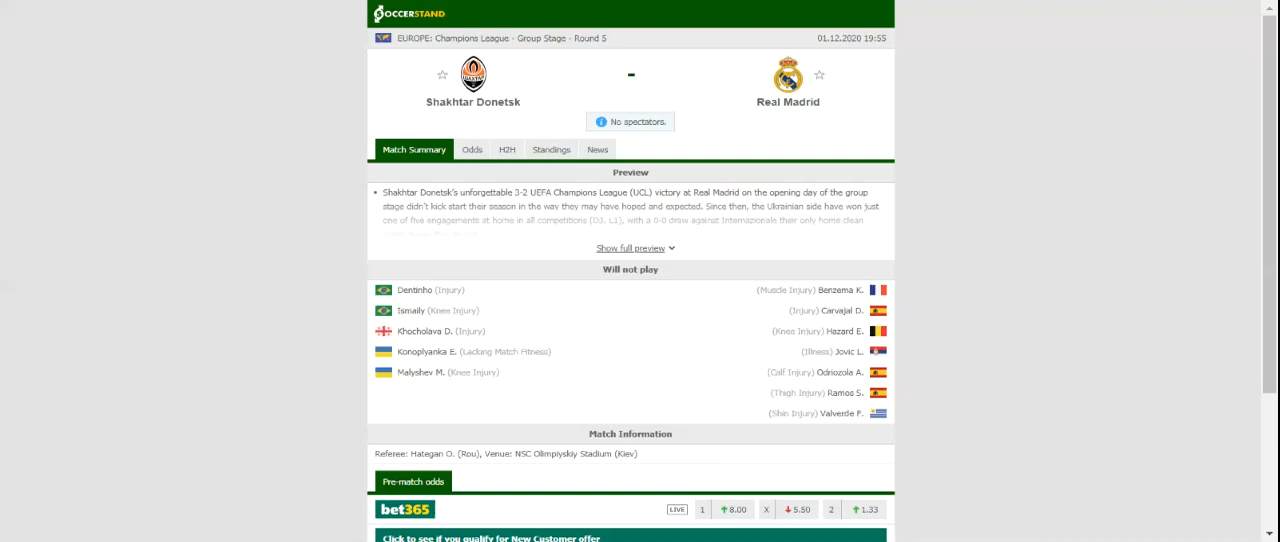 SOCCERSTAND
EUROPE: Champions League - Group Stage - Round 5
01.12.2020 19:55
-
Shakhtar Donetsk
Real Madrid
No spectators.
Match Summary
Odds
H2H
Standings
News
Preview
Shakhtar Donetsk's unforgettable 3-2 UEFA Champions League (UCL) victory at Real Madrid on the opening day of the group
stage didn't kick start their season in the way they may have hoped and expected. Since then, the Ukrainian side have won just
one of five engagements at home in all competitions (D3, L1), with a 0-0 draw against Internazionale their only home clean
Show full preview
Will not play
Dentinho (Injury)
(Muscle Injury) Benzema K.
Ismaily (Knee Injury)
(Injury) Carvajal D.
Khocholava D. (Injury)
(Knee Injury) Hazard E.
Konoplyanka E. (Lacking Match Fitness)
(Illness) Jovic L.
Malyshev M. (Knee Injury)
(Calf Injury) Odriozola A.
(Thigh Injury) Ramos S.
(Shin Injury) Valverde F.
Match Information
Referee: Hategan O. (Rou), Venue: NSC Olimpiyskiy Stadium (Kiev)
Pre-match odds
bet365
LIVE
1 8.00
X 5.50
2 1.33
Click to see if you qualify for New Customer offer